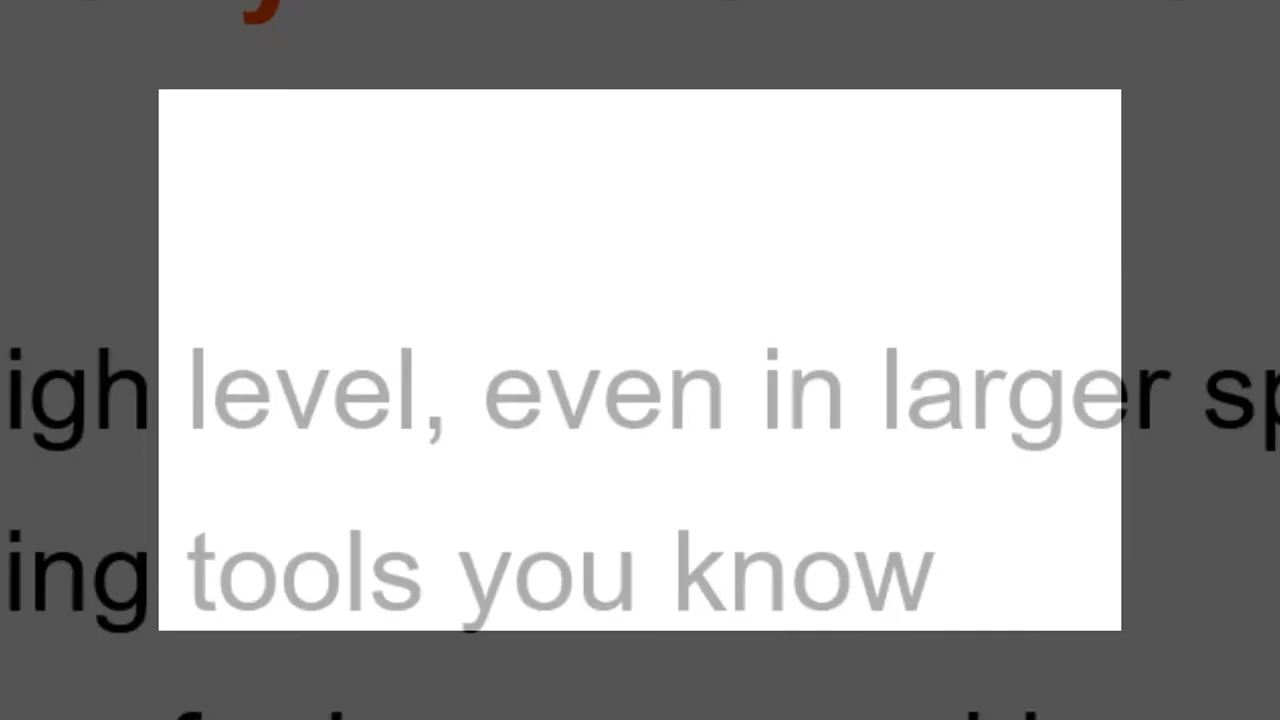 igh level, even in larger sp
ing tools you know